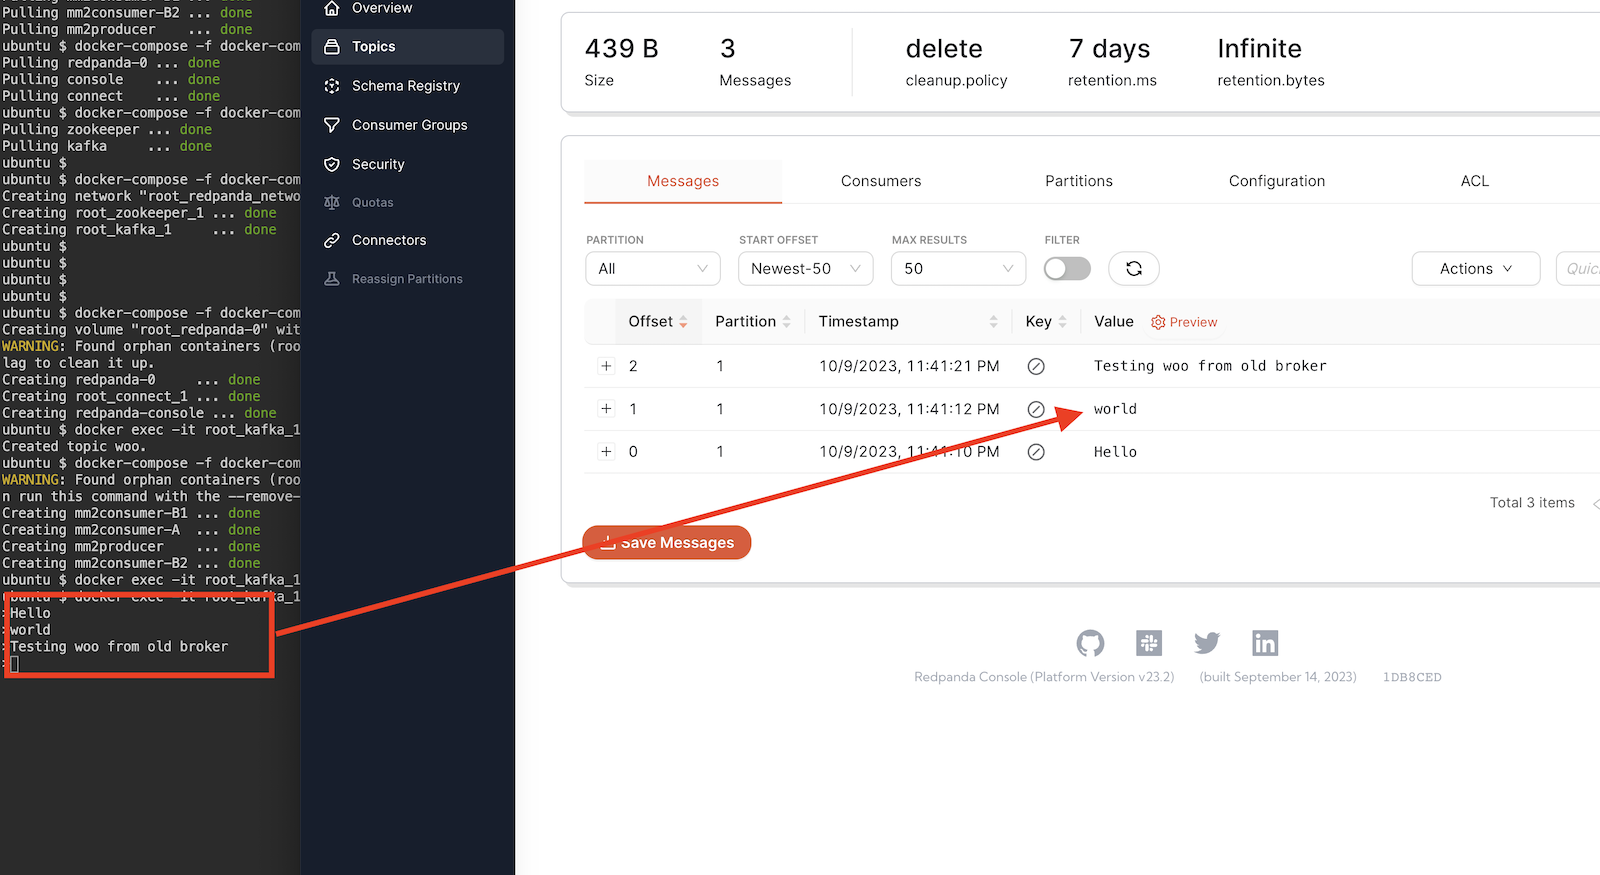 Pulling mm2consumer-B2 ... done
Pulling mm2producer    ... done
ubuntu $ docker-compose -f docker-com
Pulling redpanda-0 ... done
Pulling console    ... done
Pulling connect    ... done
ubuntu $ docker-compose -f docker-com
Pulling zookeeper ... done
Pulling kafka     ... done
ubuntu $
ubuntu $ docker-compose -f docker-com
Creating network "root_redpanda_netwo
Creating root_zookeeper_1 ... done
Creating root_kafka_1     ... done
ubuntu $
ubuntu $
ubuntu $
ubuntu $
ubuntu $ docker-compose -f docker-com
Creating volume "root_redpanda-0" wit
WARNING: Found orphan containers (roo
lag to clean it up.
Creating redpanda-0     ... done
Creating root_connect_1 ... done
Creating redpanda-console ... done
ubuntu $ docker exec -it root_kafka_1
Created topic woo.
ubuntu $ docker-compose -f docker-com
WARNING: Found orphan containers (roo
n run this command with the --remove-
Creating mm2consumer-B1 ... done
Creating mm2consumer-A  ... done
Creating mm2producer    ... done
Creating mm2consumer-B2 ... done
ubuntu $ docker exec -it root_kafka_1
ubuntu $ docker exec -it root_kafka_1
>Hello
>world
>Testing woo from old broker
>
Overview
Topics
Schema Registry
Consumer Groups
Security
Quotas
Connectors
Reassign Partitions
439 B 3 delete 7 days Infinite
Size Messages cleanup.policy retention.ms retention.bytes
Messages Consumers Partitions Configuration ACL
PARTITION START OFFSET MAX RESULTS FILTER
All Newest-50 50 Actions
Offset Partition Timestamp Key Value Preview
2 1 10/9/2023, 11:41:21 PM Testing woo from old broker
1 1 10/9/2023, 11:41:12 PM world
0 1 10/9/2023, 11:41:10 PM Hello
Total 3 items
Save Messages
Redpanda Console (Platform Version v23.2) (built September 14, 2023) 1DB8CED